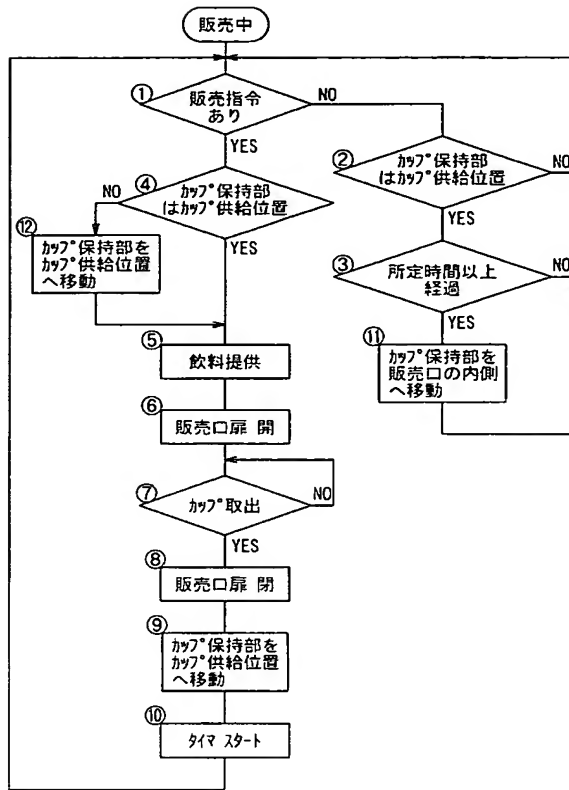 販売中
①
販売指令
あり
NO
YES
②
カップ保持部
はカップ供給位置
NO
YES
④
カップ保持部
はカップ供給位置
NO
YES
⑫
カップ保持部を
カップ供給位置
へ移動
③
所定時間以上
経過
NO
YES
⑤
飲料提供
⑪
カップ保持部を
販売口の内側
へ移動
⑥
販売口扉 開
⑦
カップ取出
NO
YES
⑧
販売口扉 閉
⑨
カップ保持部を
カップ供給位置
へ移動
⑩
タイマ スタート